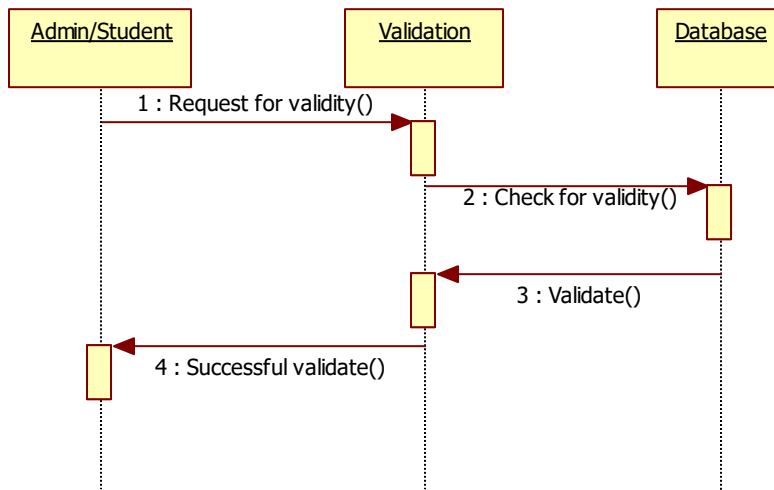 Admin/Student
Validation
Database
1 : Request for validity()
2 : Check for validity()
3 : Validate()
4 : Successful validate()